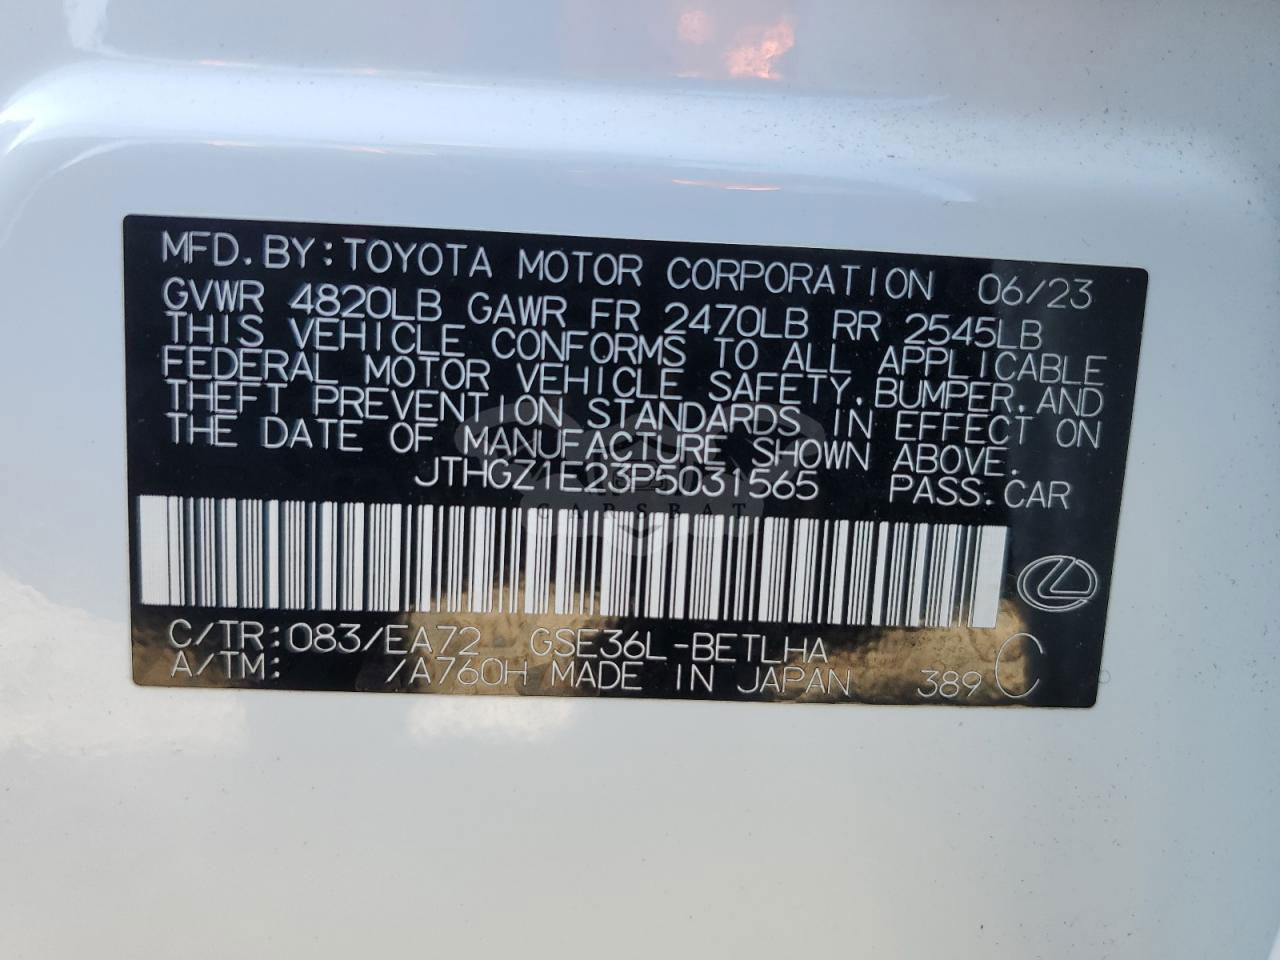 MFD.BY:TOYOTA MOTOR CORPORATION 06/23
GVWR 4820LB GAWR FR 2470LB RR 2545LB
THIS VEHICLE CONFORMS TO ALL APPLICABLE
FEDERAL MOTOR VEHICLE SAFETY,BUMPER,AND
THEFT PREVENTION STANDARDS IN EFFECT ON
THE DATE OF MANUFACTURE SHOWN ABOVE.
JTHGZ1E23P5031565 PASS.CAR
CARSBAT
C/TR:083/EA72 GSE36L-BETLHA
A/TM: /A760H MADE IN JAPAN 389 C